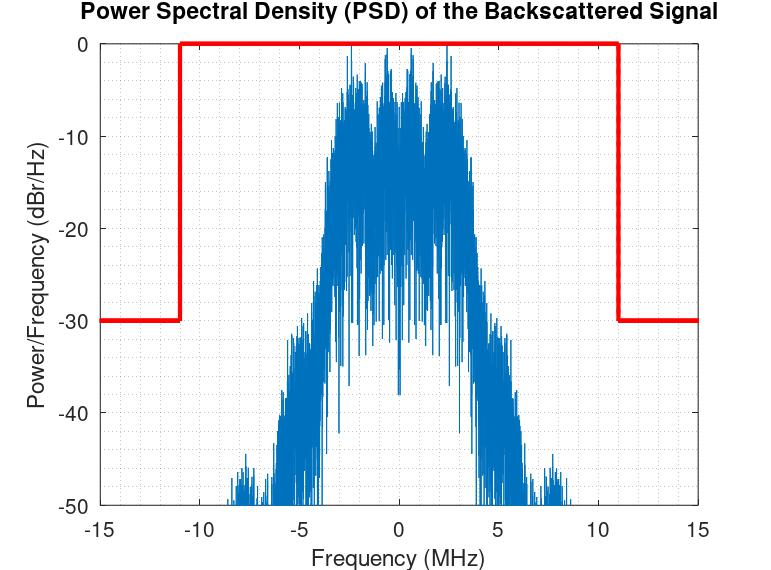 Power Spectral Density (PSD) of the Backscattered Signal
0
-10
-20
-30
-40
-50
Power/Frequency (dBr/Hz)
-15 -10 -5 0 5 10 15
Frequency (MHz)